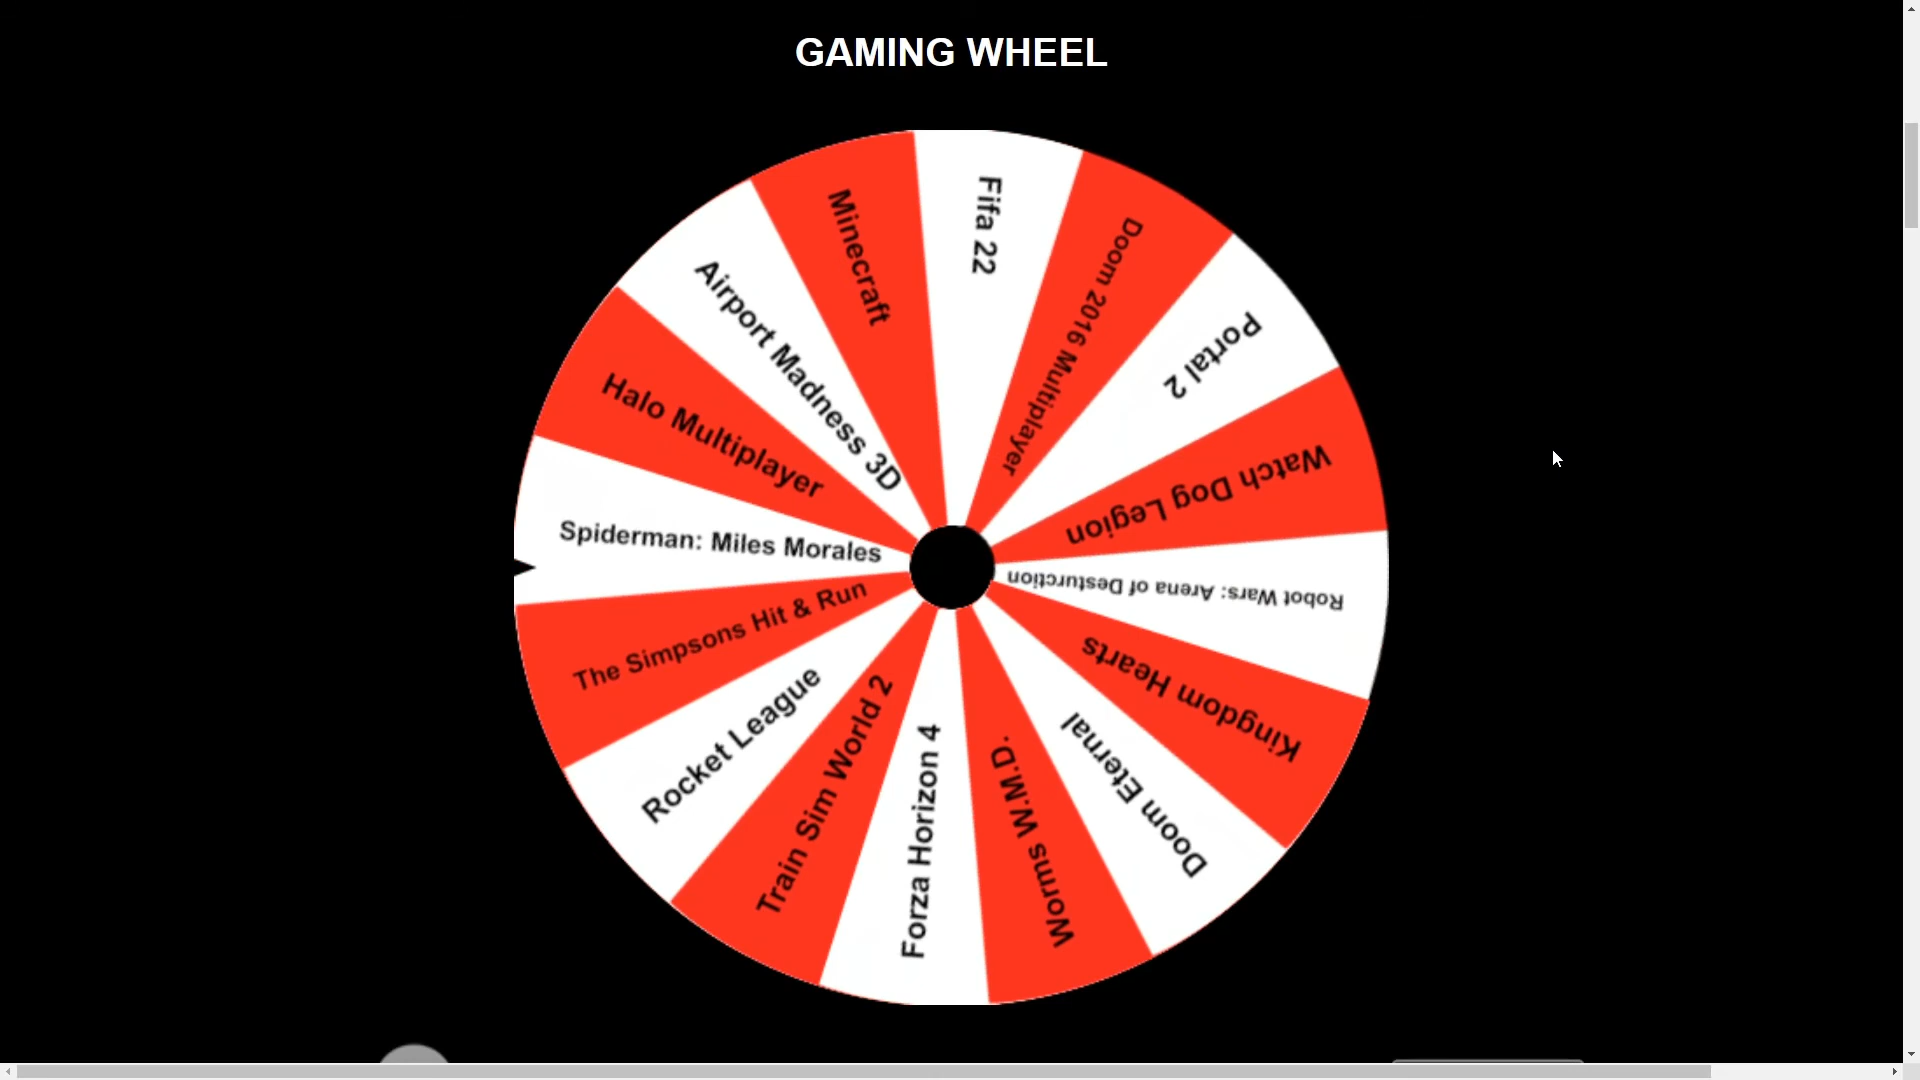 GAMING WHEEL
Fifa 22
Doom 2016 Multiplayer
Portal 2
Watch Dog Legion
Robot Wars: Arena of Desturction
Kingdom Hearts
Doom Eternal
Worms W.M.D.
Forza Horizon 4
Train Sim World 2
Rocket League
The Simpsons Hit & Run
Spiderman: Miles Morales
Halo Multiplayer
Airport Madness 3D
Minecraft